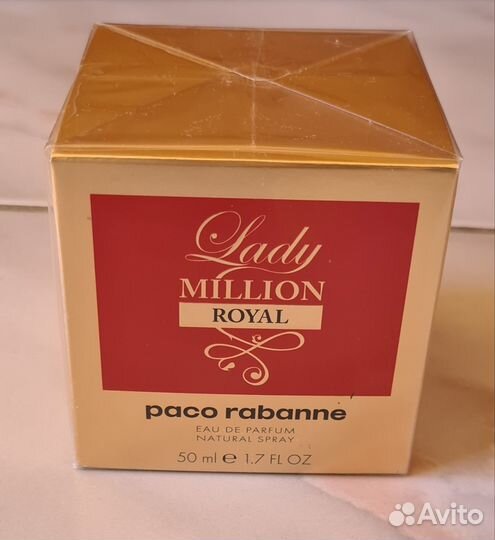 Lady
MILLION
ROYAL
paco rabanne
EAU DE PARFUM
NATURAL SPRAY
50 ml e 1.7 FL OZ
Avito